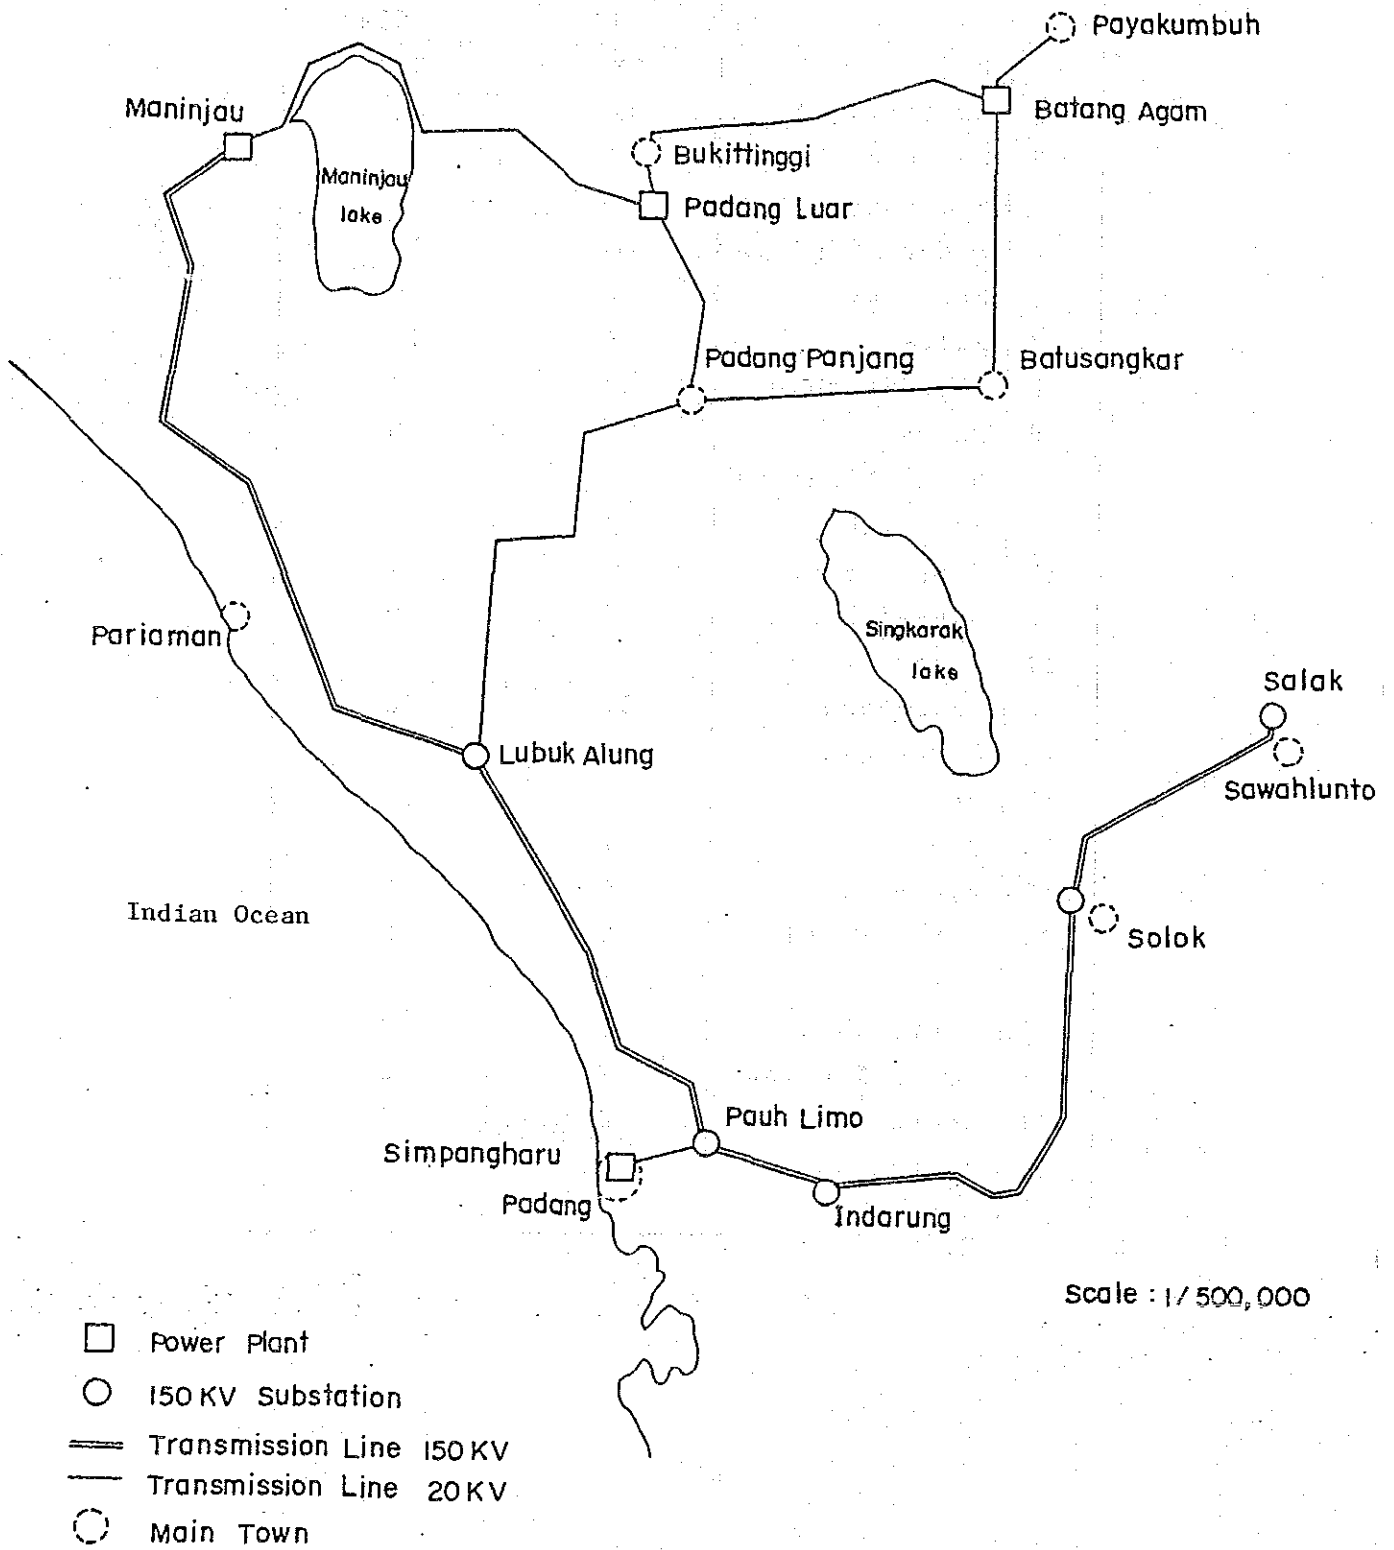 Payakumbuh
Maninjau
Batang Agam
Bukittinggi
Maninjau
lake
Padang Luar
Padang Panjang
Batusangkar
Pariaman
Singkarak
lake
Salak
Lubuk Alung
Sawahlunto
Indian Ocean
Solok
Pauh Limo
Simpangharu
Padang
Indarung
Scale : 1/500,000
Power Plant
150 KV Substation
Transmission Line 150 KV
Transmission Line 20 KV
Main Town